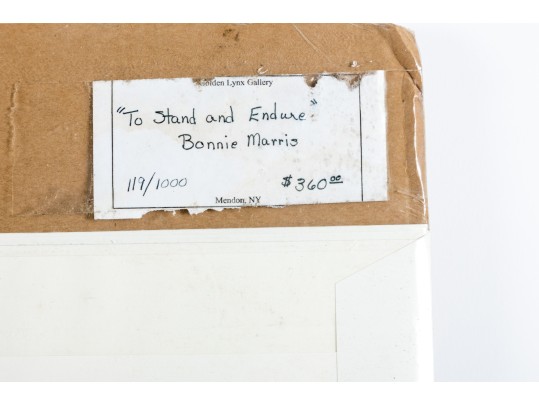 Lynx Gallery
"To Stand and Endure"
Bonnie Marris
119/1000 $360.00
Mendon, NY